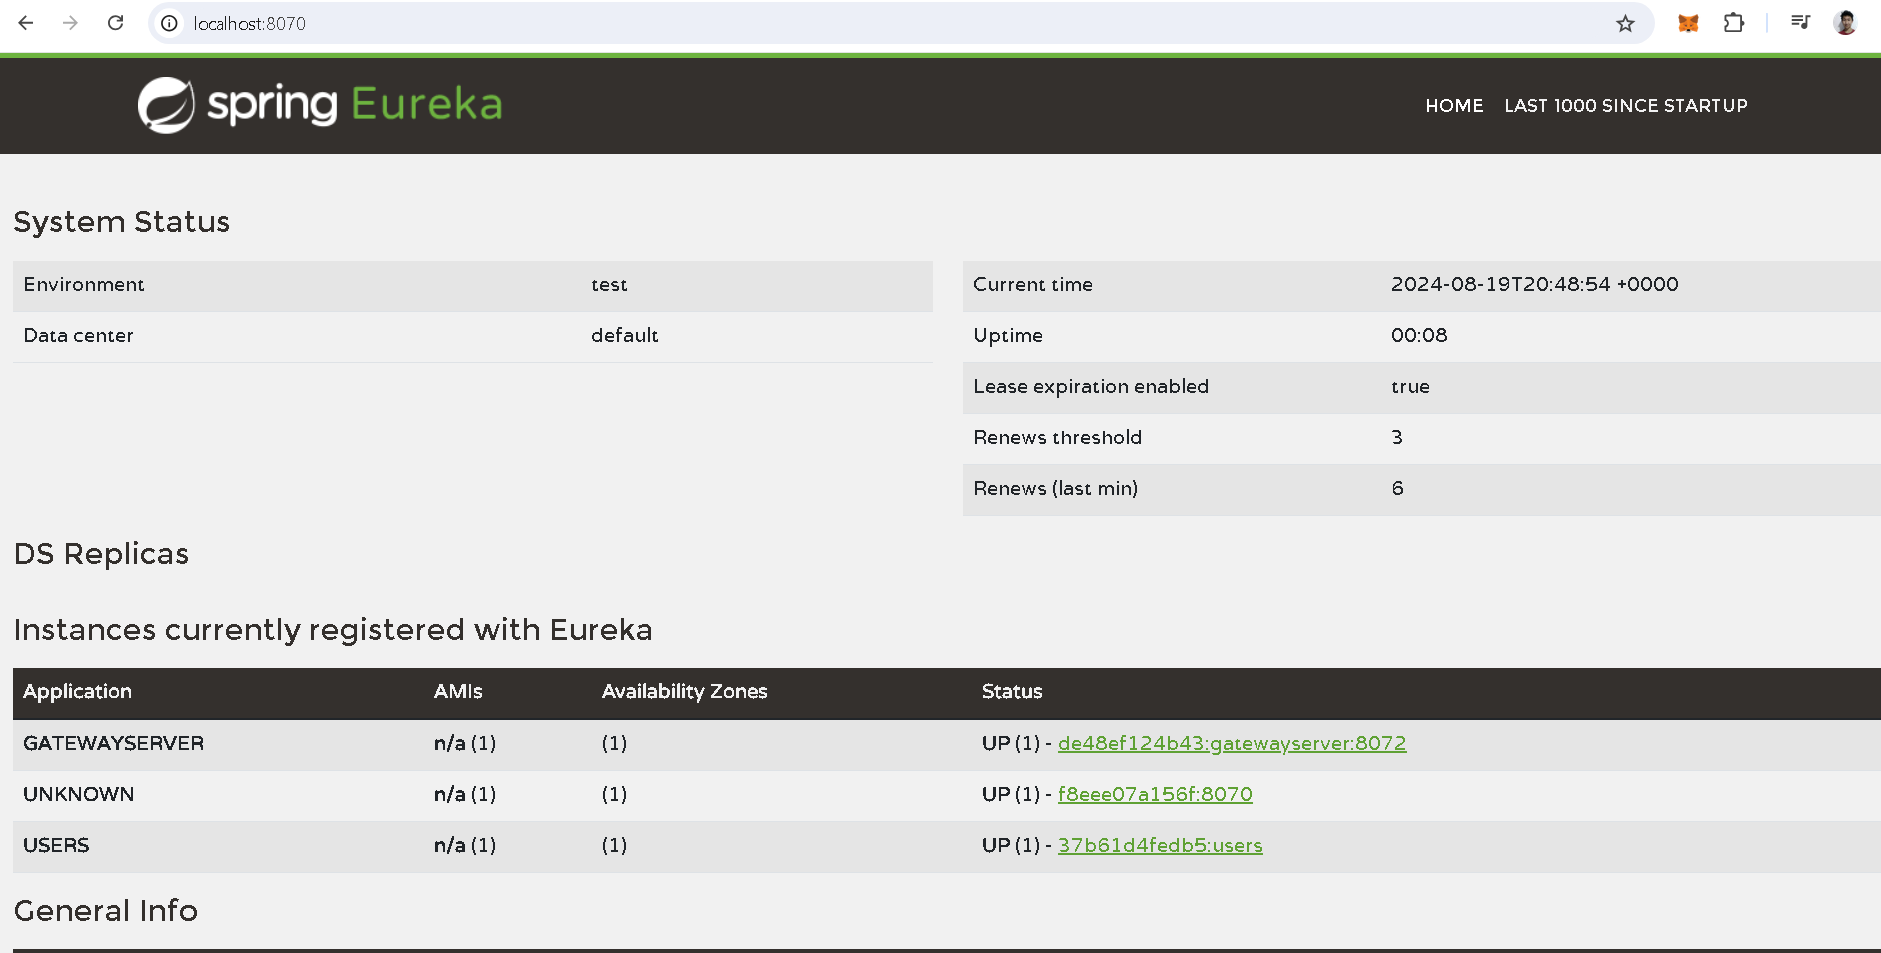 localhost:8070
spring Eureka
HOME LAST 1000 SINCE STARTUP
System Status
Environment test
Data center default
Current time 2024-08-19T20:48:54 +0000
Uptime 00:08
Lease expiration enabled true
Renews threshold 3
Renews (last min) 6
DS Replicas
Instances currently registered with Eureka
Application AMIs Availability Zones Status
GATEWAYSERVER n/a (1) (1) UP (1) - de48ef124b43:gatewayserver:8072
UNKNOWN n/a (1) (1) UP (1) - f8eee07a156f:8070
USERS n/a (1) (1) UP (1) - 37b61d4fedb5:users
General Info